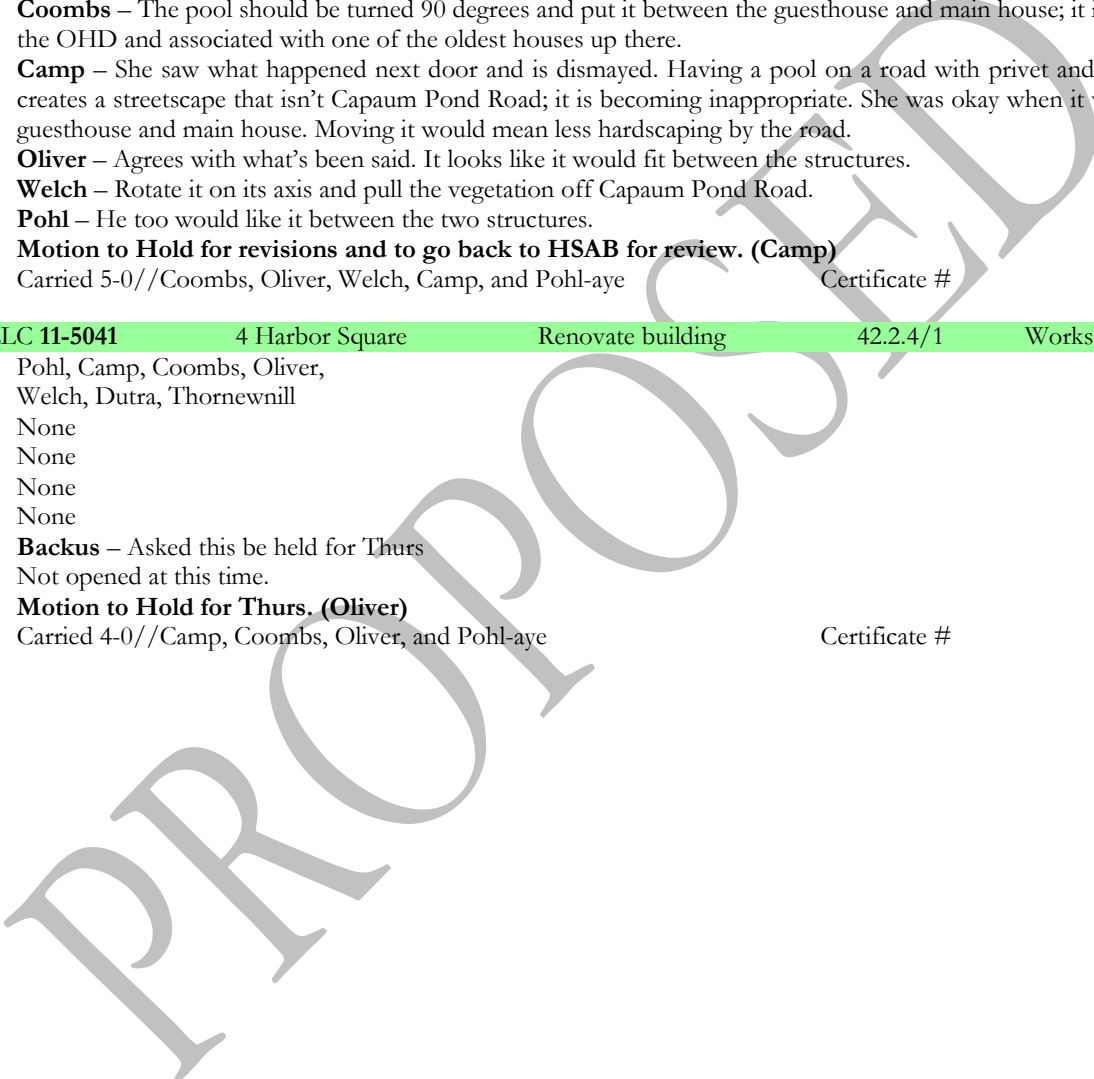 Coombs – The pool should be turned 90 degrees and put it between the guesthouse and main house; it
the OHD and associated with one of the oldest houses up there.
Camp – She saw what happened next door and is dismayed. Having a pool on a road with privet and
creates a streetscape that isn't Capaum Pond Road; it is becoming inappropriate. She was okay when it
guesthouse and main house. Moving it would mean less hardscaping by the road.
Oliver – Agrees with what's been said. It looks like it would fit between the structures.
Welch – Rotate it on its axis and pull the vegetation off Capaum Pond Road.
Pohl – He too would like it between the two structures.
Motion to Hold for revisions and to go back to HSAB for review. (Camp)
Carried 5-0//Coombs, Oliver, Welch, Camp, and Pohl-aye Certificate #
LC 11-5041 4 Harbor Square Renovate building 42.2.4/1 Works
Pohl, Camp, Coombs, Oliver,
Welch, Dutra, Thornewnill
None
None
None
None
Backus – Asked this be held for Thurs
Not opened at this time.
Motion to Hold for Thurs. (Oliver)
Carried 4-0//Camp, Coombs, Oliver, and Pohl-aye Certificate #
PROPOSED